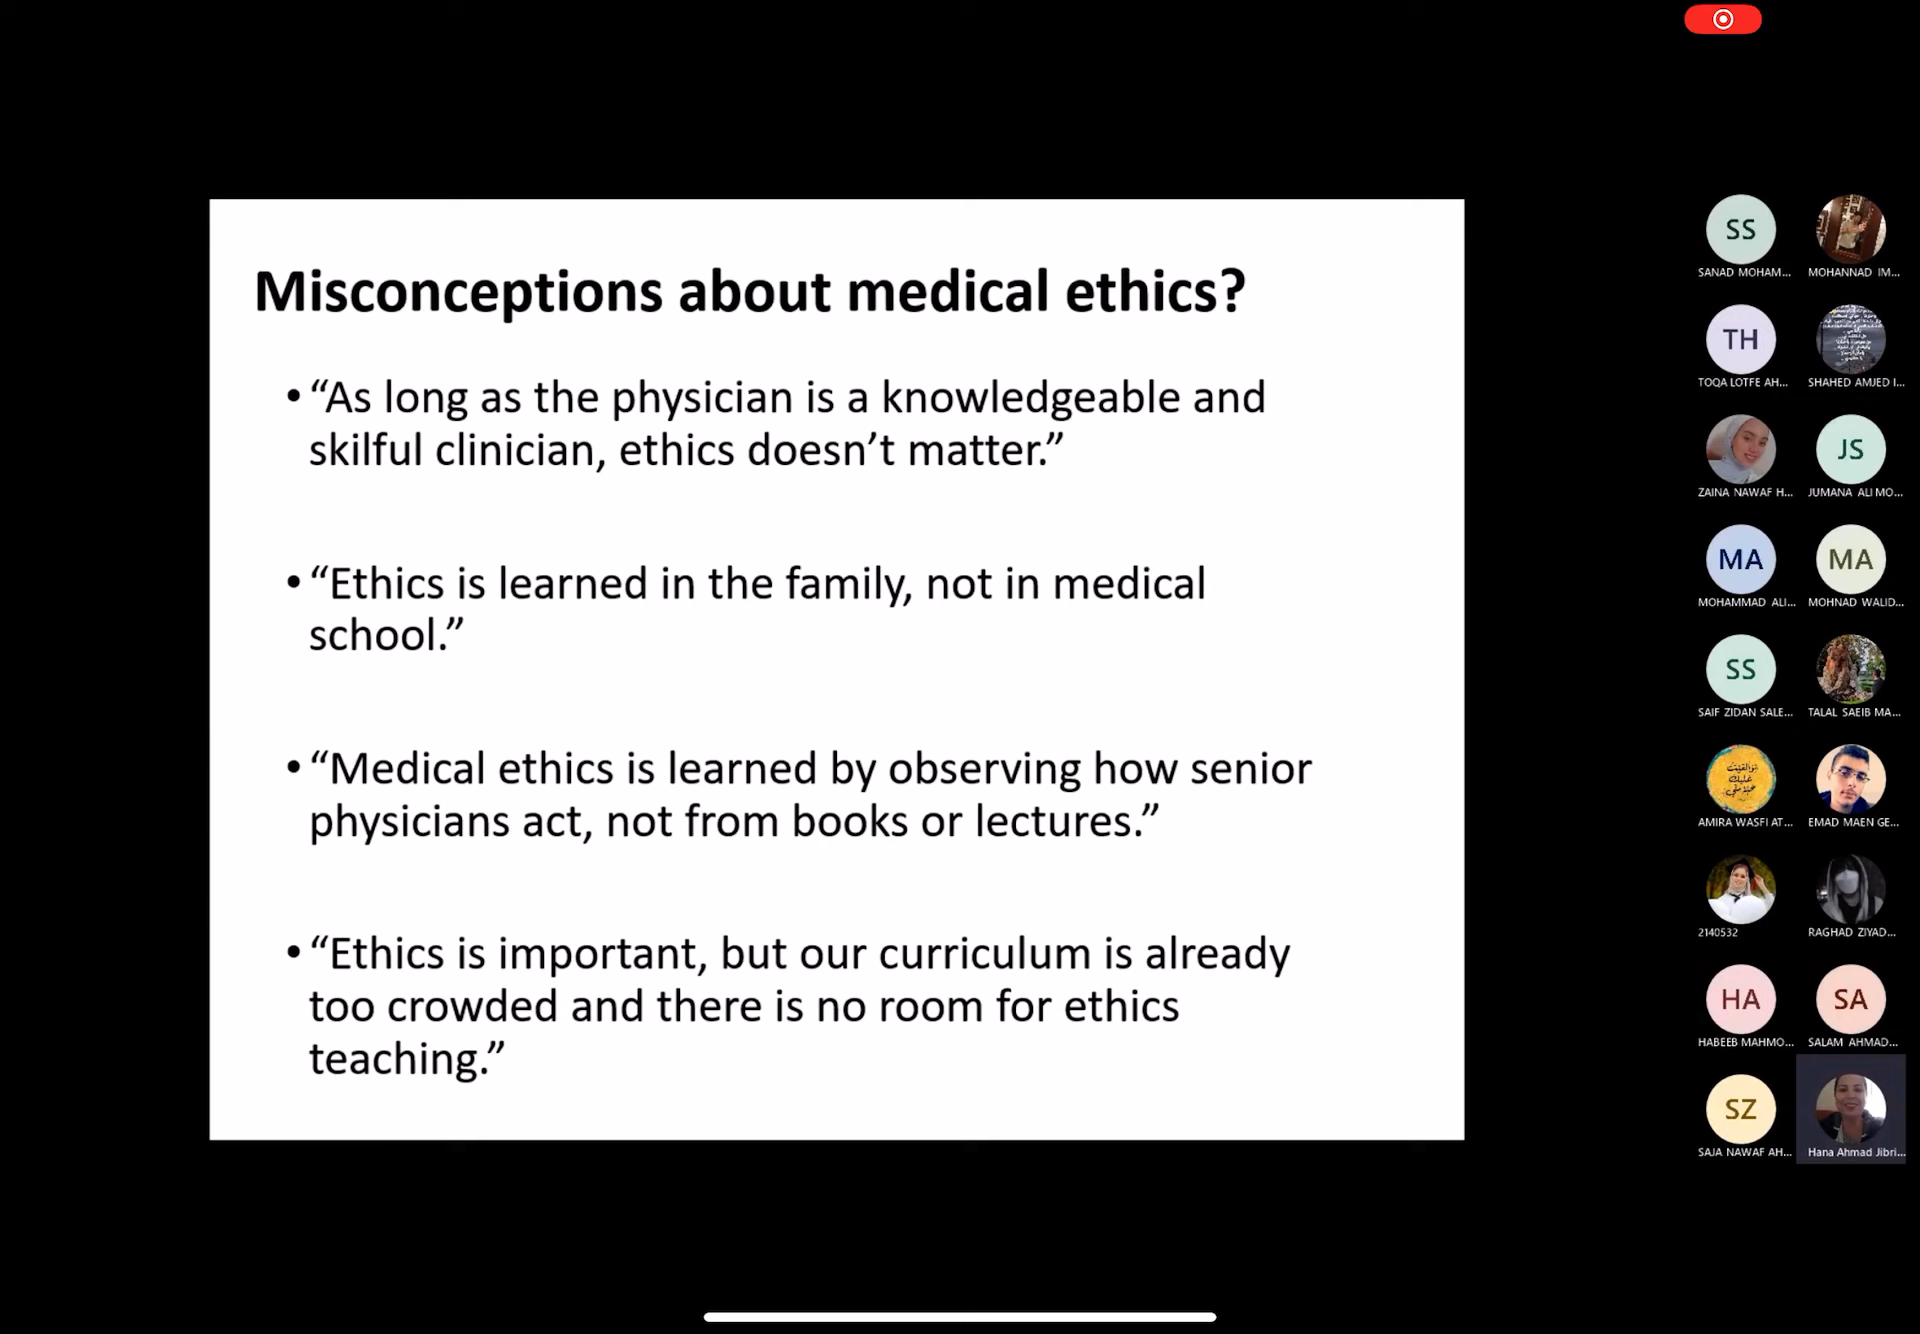 Misconceptions about medical ethics?
•“As long as the physician is a knowledgeable and
skilful clinician, ethics doesn’t matter.”
•“Ethics is learned in the family, not in medical
school.”
•“Medical ethics is learned by observing how senior
physicians act, not from books or lectures.”
•“Ethics is important, but our curriculum is already
too crowded and there is no room for ethics
teaching.”
SS
SANAD MOHAM...
MOHANNAD IM...
TH
TOQA LOTFE AH...
SHAHED AMJED I...
ZAINA NAWAF H...
JS
JUMANA ALI MO...
MA
MOHAMMAD ALI...
MA
MOHNAD WALID...
SS
SAIF ZIDAN SALE...
TALAL SAEIB MA...
AMIRA WASFI AT...
EMAD MAEN GE...
2140532
RAGHAD ZIYAD...
HA
HABEEB MAHMO...
SA
SALAM AHMAD...
SZ
SAJA NAWAF AH...
Hana Ahmad Jibri...